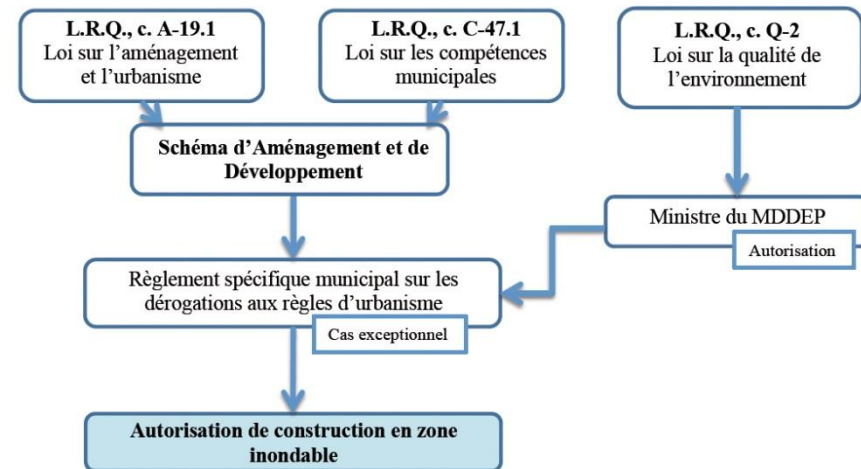 L.R.Q., c. A-19.1
Loi sur l’aménagement
et l’urbanisme
L.R.Q., c. C-47.1
Loi sur les compétences
municipales
L.R.Q., c. Q-2
Loi sur la qualité de
l’environnement
Schéma d’Aménagement et de
Développement
Ministre du MDDEP
Autorisation
Règlement spécifique municipal sur les
dérogations aux règles d’urbanisme
Cas exceptionnel
Autorisation de construction en zone
inondable